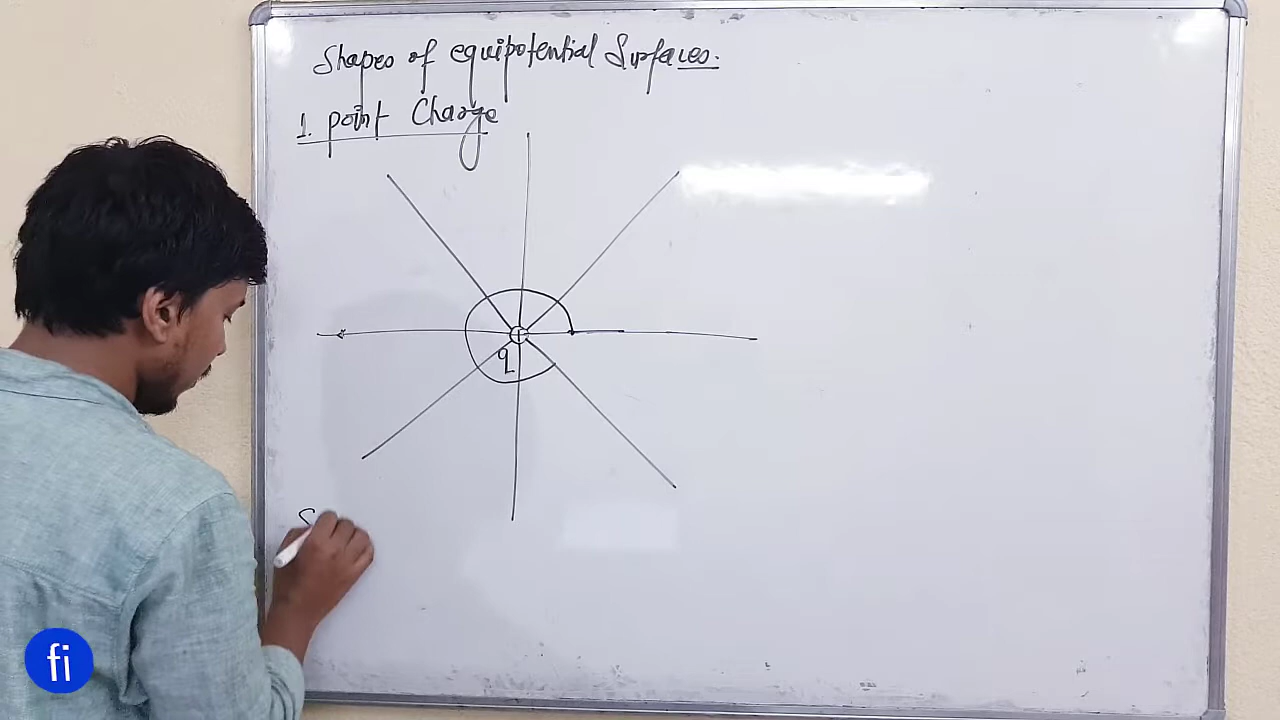 Shapes of equipotential Surfaces.
1. point Charge
q
S
fi